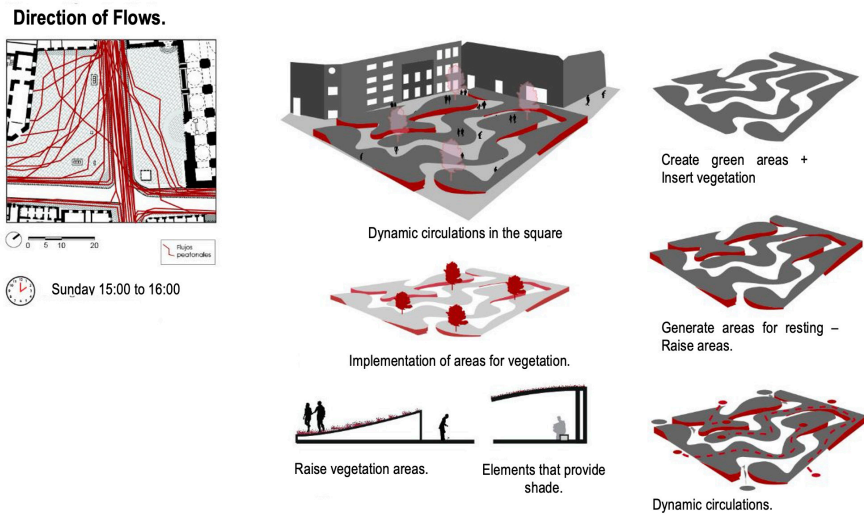 Direction of Flows.
0 5 10 20
Flujos
peatonales
Sunday 15:00 to 16:00
Dynamic circulations in the square
Implementation of areas for vegetation.
Raise vegetation areas.
Elements that provide
shade.
Create green areas +
Insert vegetation
Generate areas for resting –
Raise areas.
Dynamic circulations.